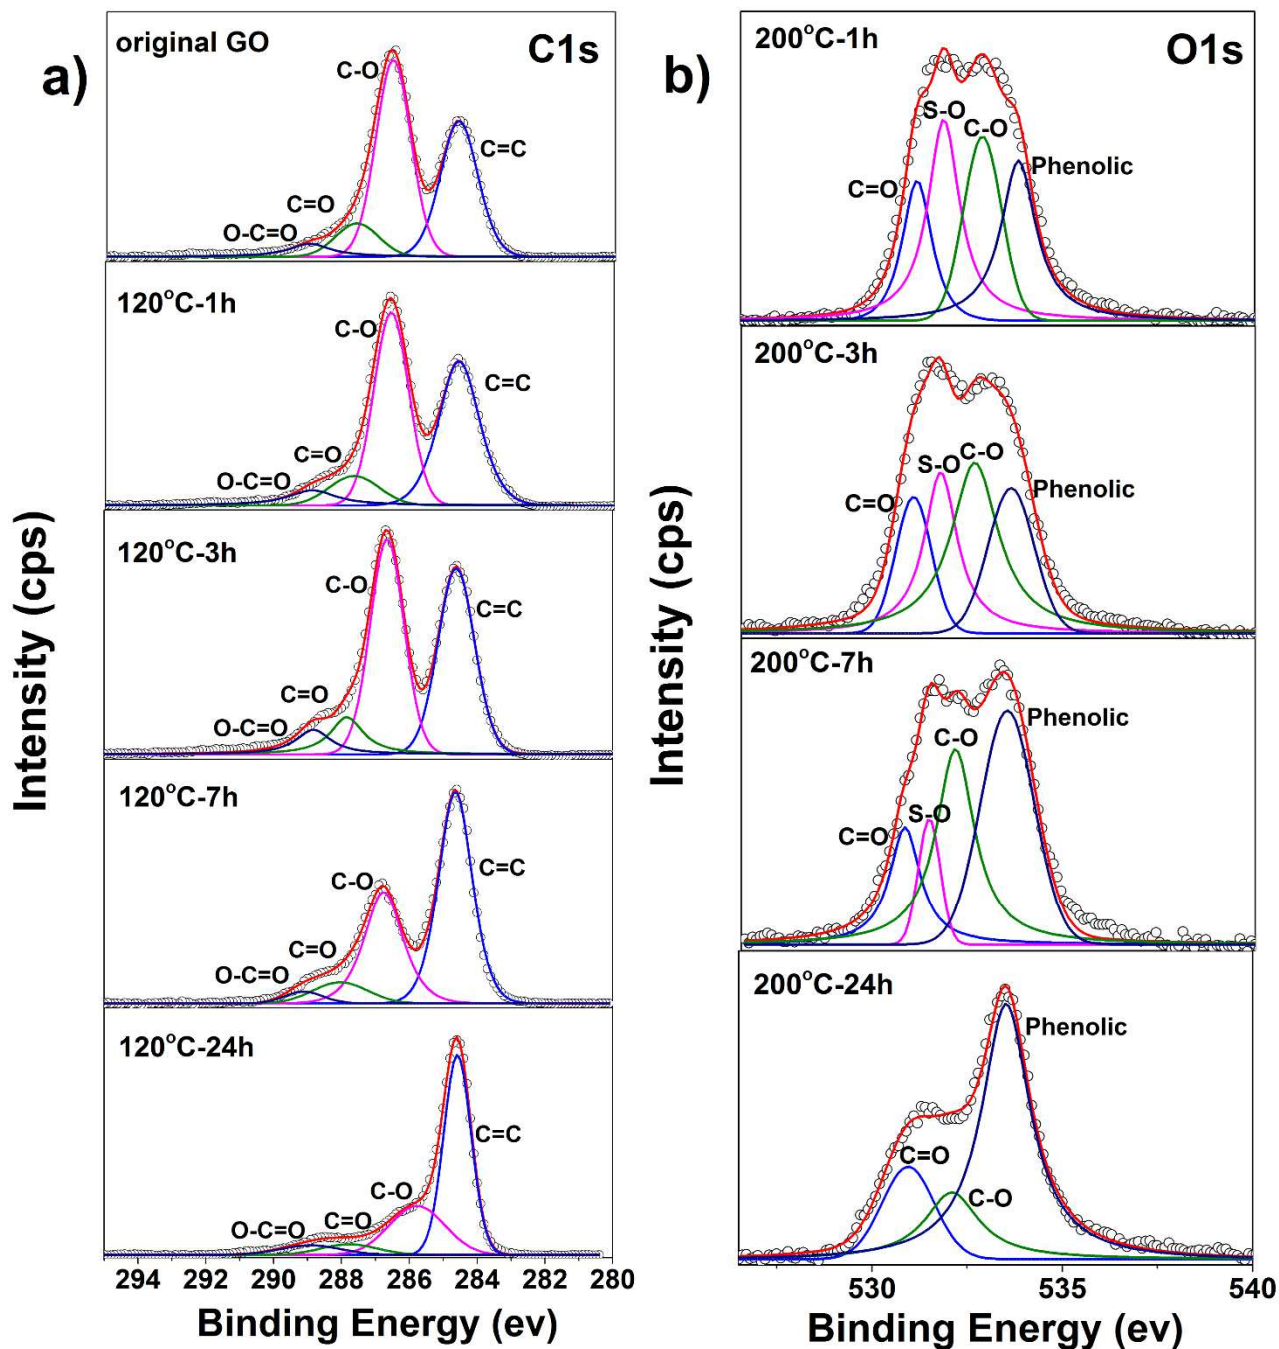 a)
Intensity (cps)
original GO
C1s
C-O
C=C
C=O
O-C=O
120°C-1h
C-O
C=C
C=O
O-C=O
120°C-3h
C-O
C=C
C=O
O-C=O
120°C-7h
C-O
C=C
C=O
O-C=O
120°C-24h
C=C
C-O
C=O
O-C=O
294 292 290 288 286 284 282 280
Binding Energy (ev)
b)
Intensity (cps)
200°C-1h
O1s
S-O
C-O
Phenolic
C=O
200°C-3h
C-O
S-O
Phenolic
C=O
200°C-7h
Phenolic
C-O
S-O
C=O
200°C-24h
Phenolic
C=O
C-O
530 535 540
Binding Energy (ev)